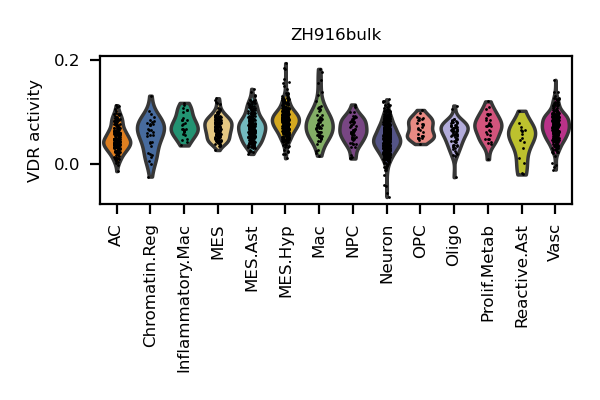 ZH916bulk
VDR activity
0.2
0.0
AC
Chromatin.Reg
Inflammatory.Mac
MES
MES.Ast
MES.Hyp
Mac
NPC
Neuron
OPC
Oligo
Prolif.Metab
Reactive.Ast
Vasc